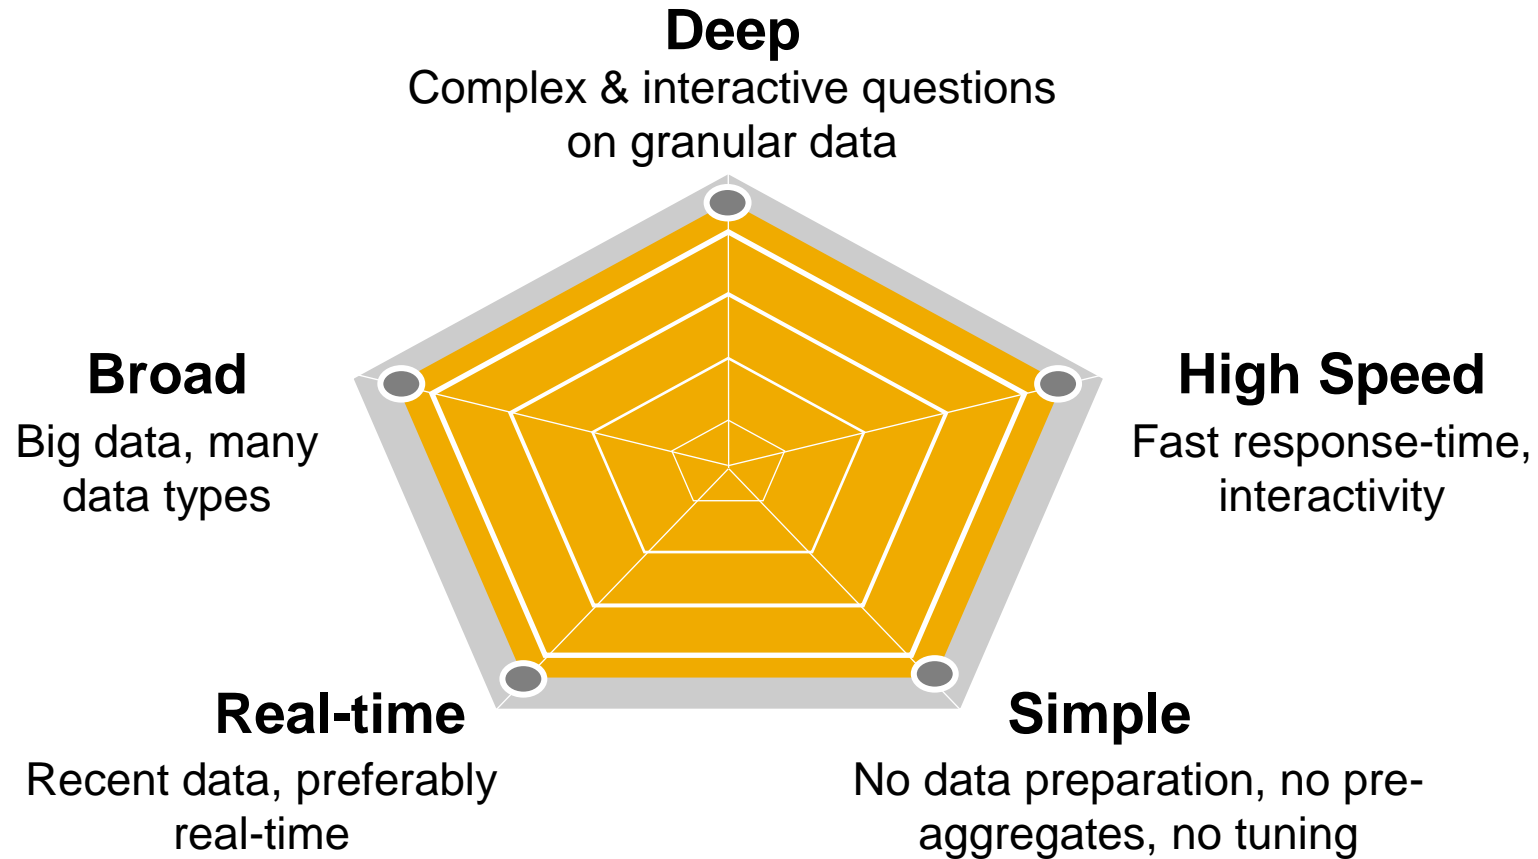 Deep
Complex & interactive questions
on granular data
Broad
Big data, many
data types
High Speed
Fast response-time,
interactivity
Real-time
Recent data, preferably
real-time
Simple
No data preparation, no pre-
aggregates, no tuning